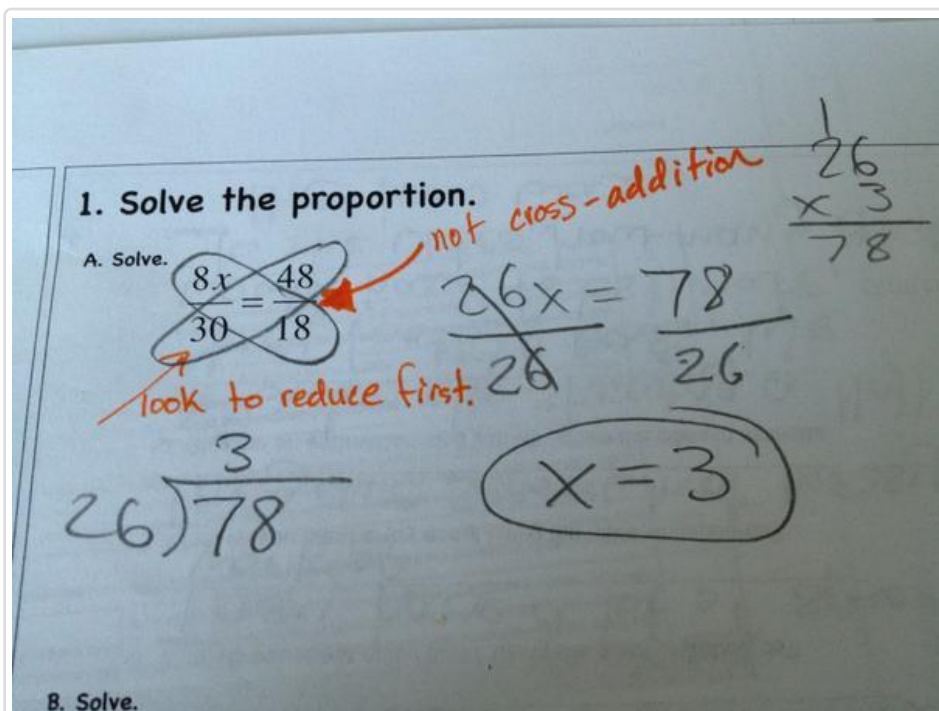 1. Solve the proportion.
A. Solve.
8x/30 = 48/18
not cross-addition
look to reduce first.
26x/26 = 78/26
1
26
x 3
78
3
26)78
x = 3
B. Solve.